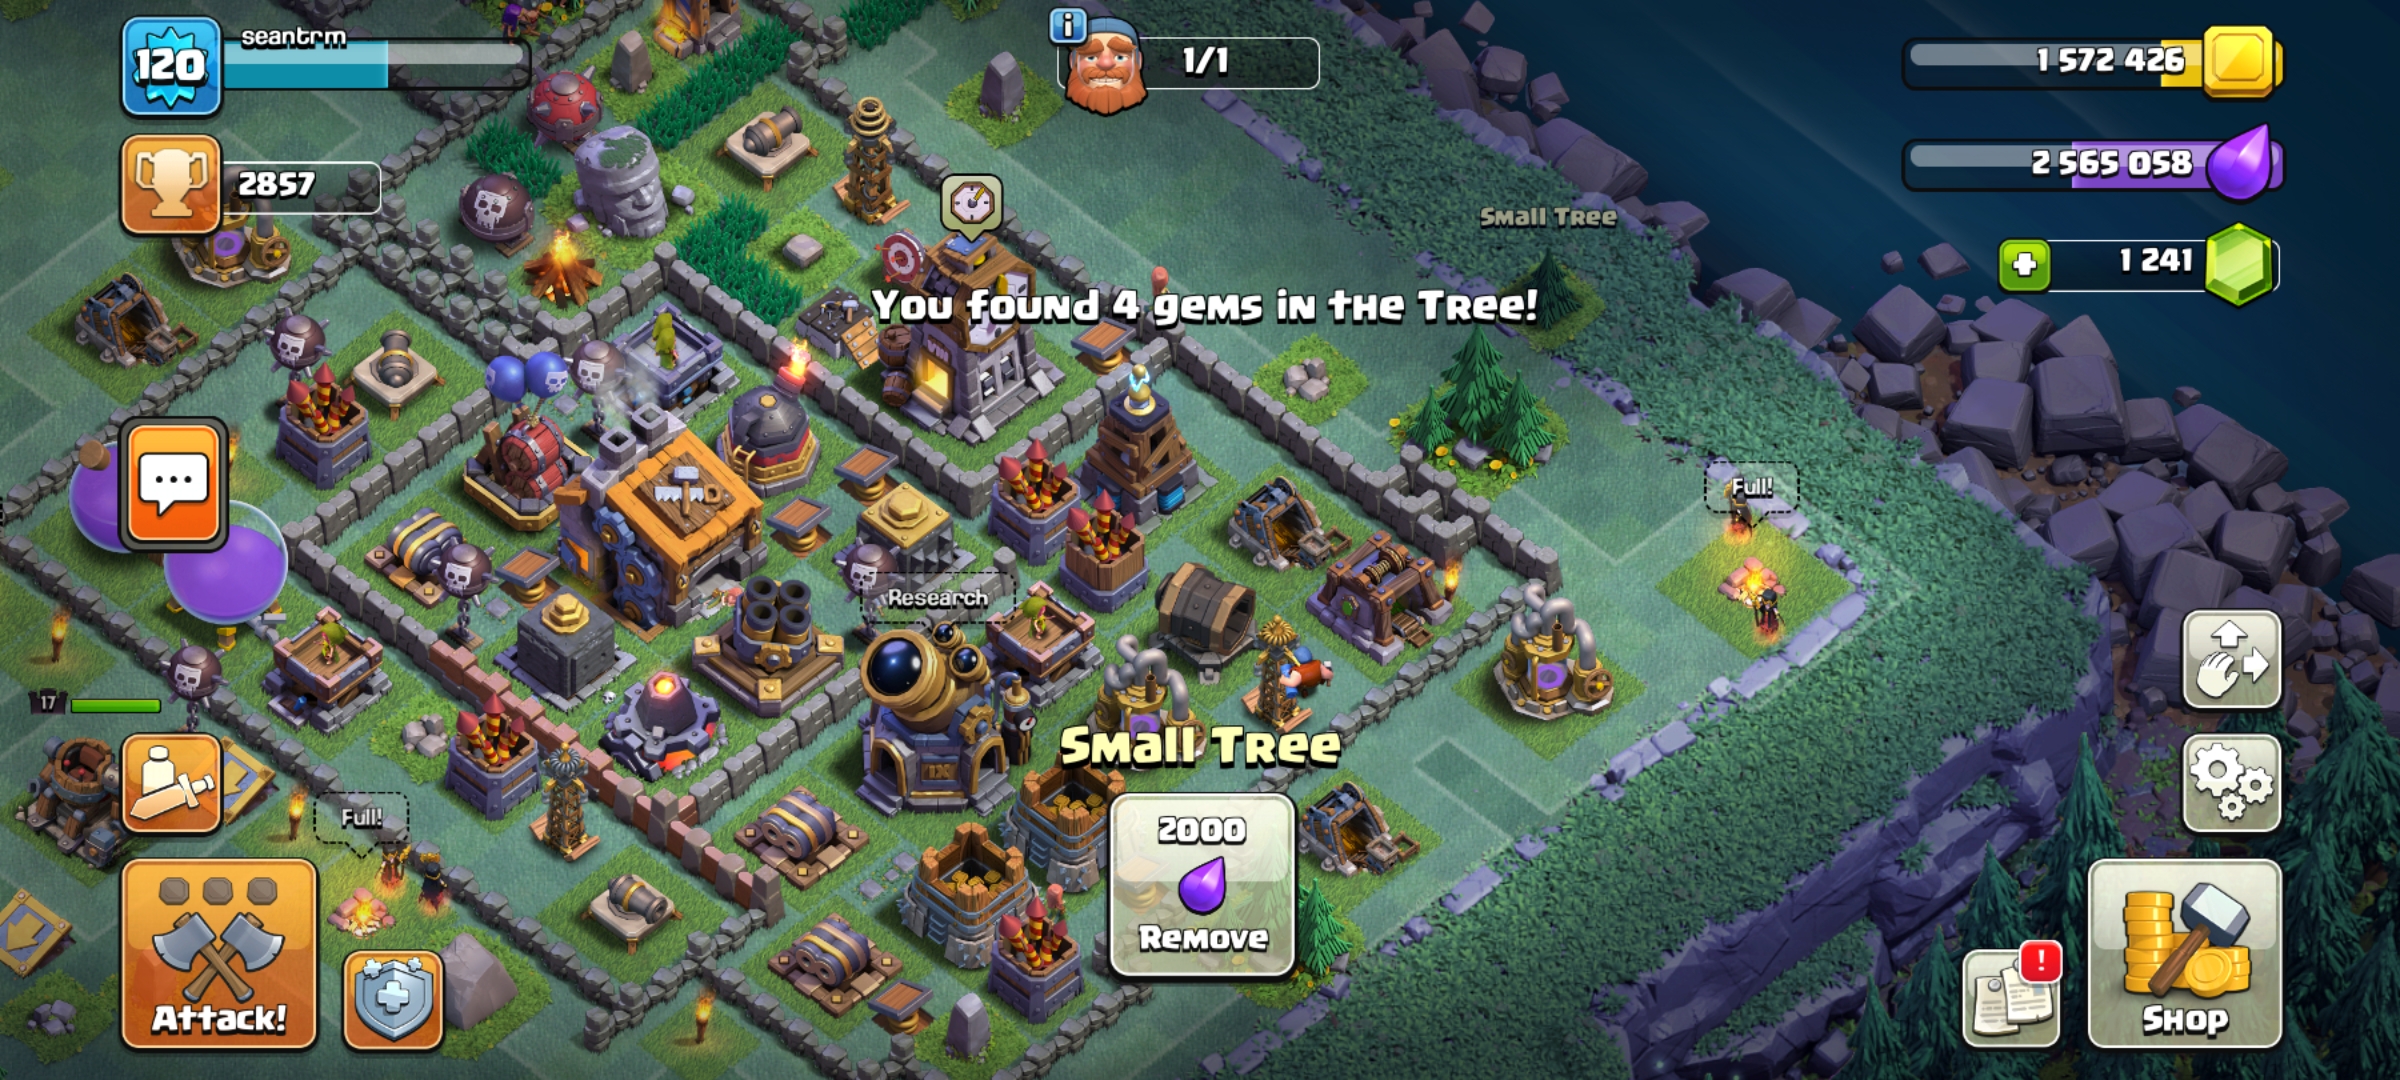 120
seantrm
1/1
1 572 426
2857
2 565 058
Small Tree
1 241
You found 4 gems in the Tree!
Full!
Research
17
Small Tree
Full!
2000
Remove
IX
Attack!
!
Shop